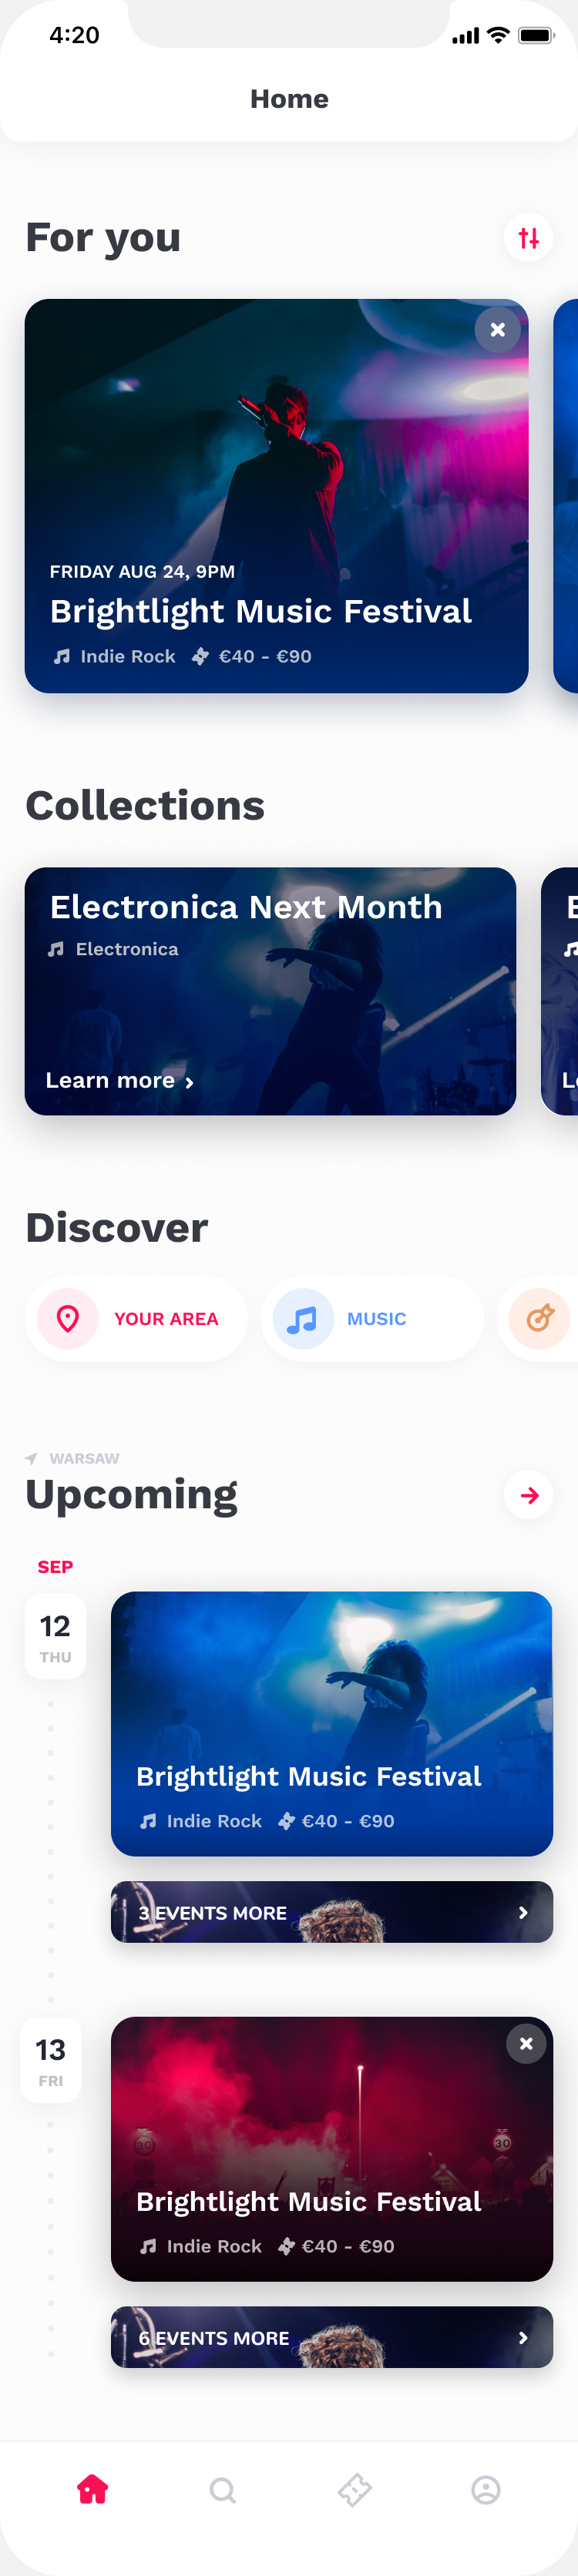 4:20
Home
For you
FRIDAY AUG 24, 9PM
Brightlight Music Festival
Indie Rock €40 - €90
Collections
Electronica Next Month
Electronica
Learn more
Discover
YOUR AREA MUSIC
WARSAW
Upcoming
SEP
12
THU
Brightlight Music Festival
Indie Rock €40 - €90
3 EVENTS MORE
13
FRI
30 30
Brightlight Music Festival
Indie Rock €40 - €90
6 EVENTS MORE